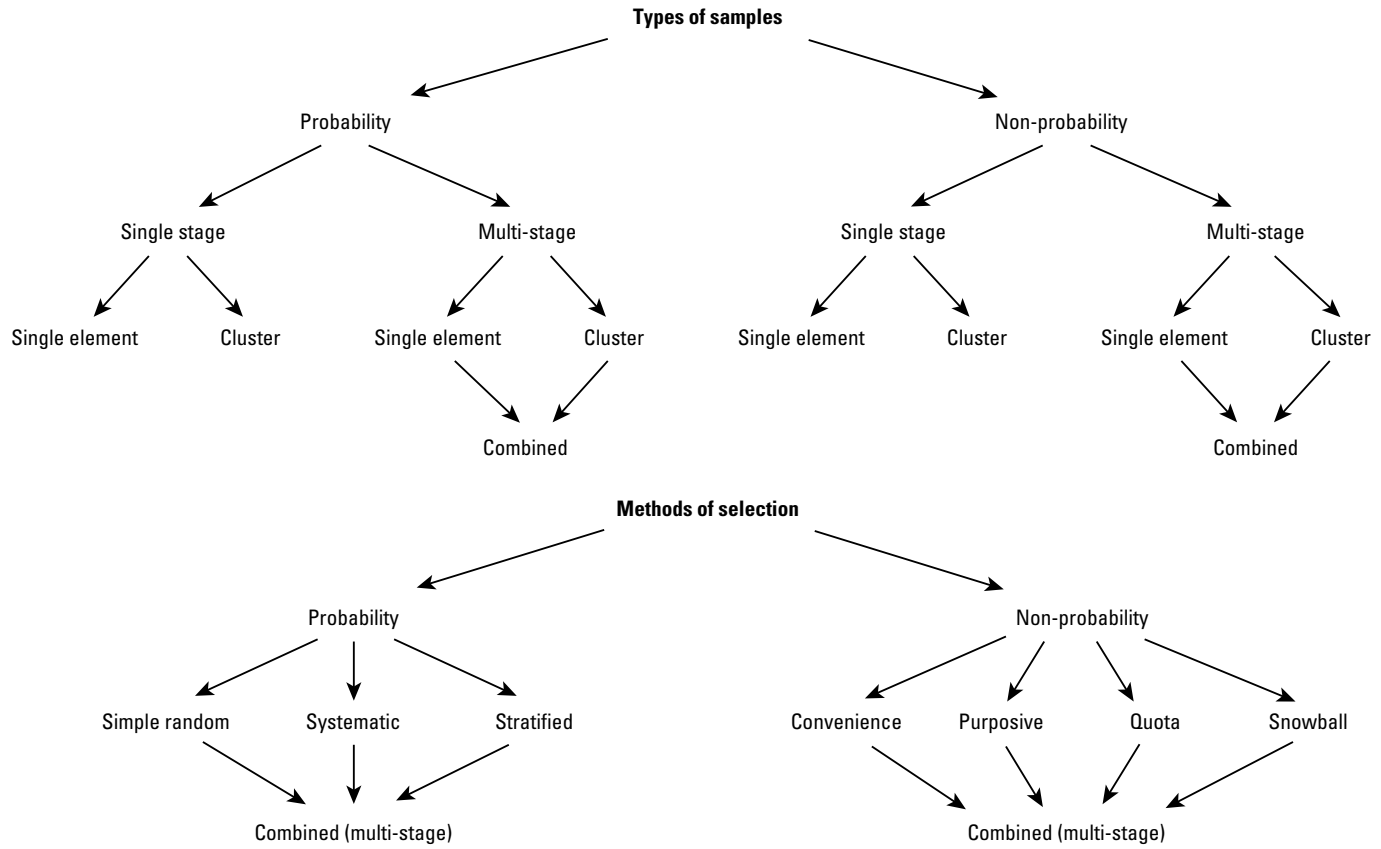 Types of samples
Probability Non-probability
Single stage Multi-stage Single stage Multi-stage
Single element Cluster Single element Cluster Single element Cluster Single element Cluster
Combined Combined
Methods of selection
Probability Non-probability
Simple random Systematic Stratified Convenience Purposive Quota Snowball
Combined (multi-stage) Combined (multi-stage)